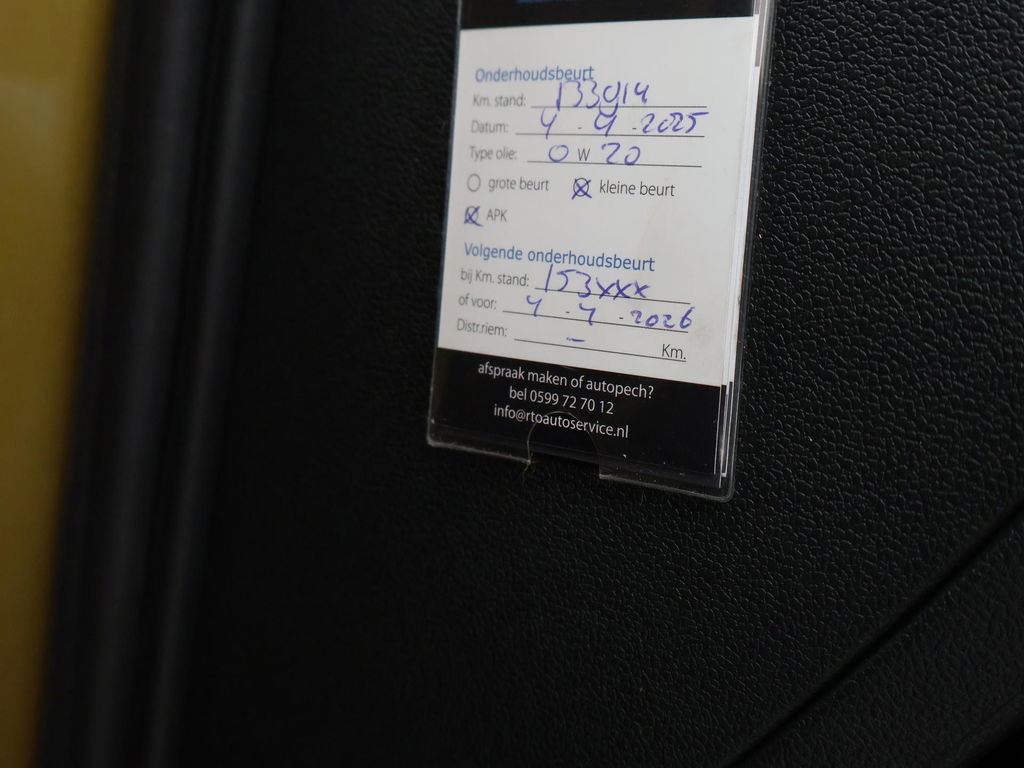 Onderhoudsbeurt
Km. stand: 133914
Datum: 4 - 4 - 2025
Type olie: 0 W 20
grote beurt kleine beurt
APK
Volgende onderhoudsbeurt
bij Km. stand: 153xxx
of voor: 4 - 4 - 2026
Distr.riem: - Km.
afspraak maken of autopech?
bel 0599 72 70 12
info@rtoautoservice.nl